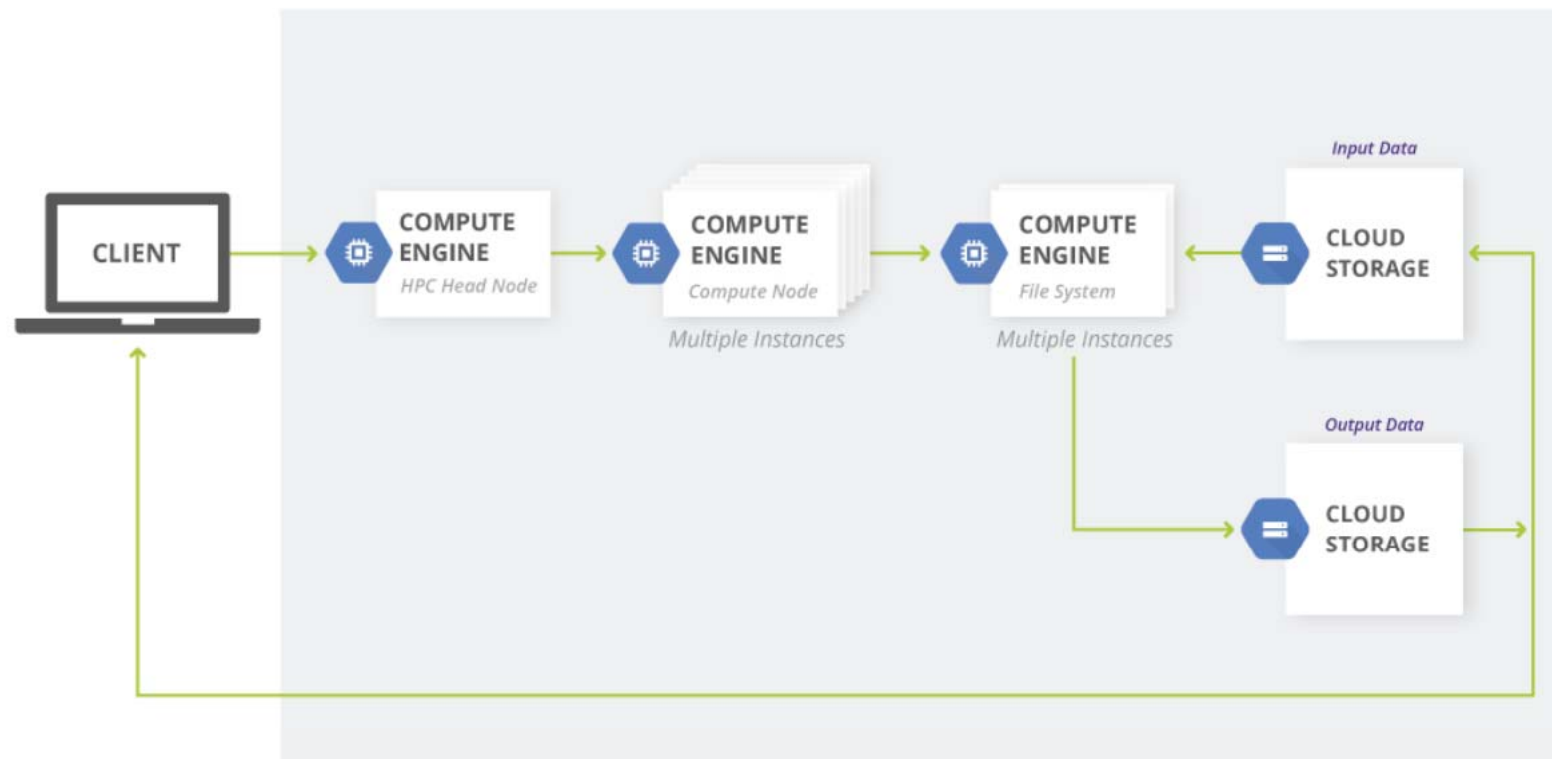 CLIENT
COMPUTE
ENGINE
HPC Head Node
COMPUTE
ENGINE
Compute Node
Multiple Instances
COMPUTE
ENGINE
File System
Multiple Instances
Input Data
CLOUD
STORAGE
Output Data
CLOUD
STORAGE